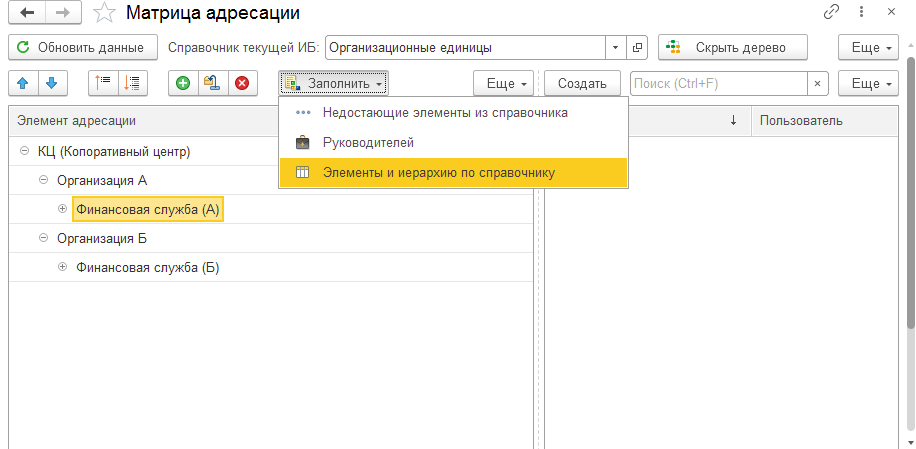 Матрица адресации
Обновить данные Справочник текущей ИБ: Организационные единицы Скрыть дерево Еще
Заполнить Еще Создать Поиск (Ctrl+F) × Еще
Элемент адресации Пользователь
Недостающие элементы из справочника
Руководителей
Элементы и иерархию по справочнику
КЦ (Копоративный центр)
Организация А
Финансовая служба (А)
Организация Б
Финансовая служба (Б)